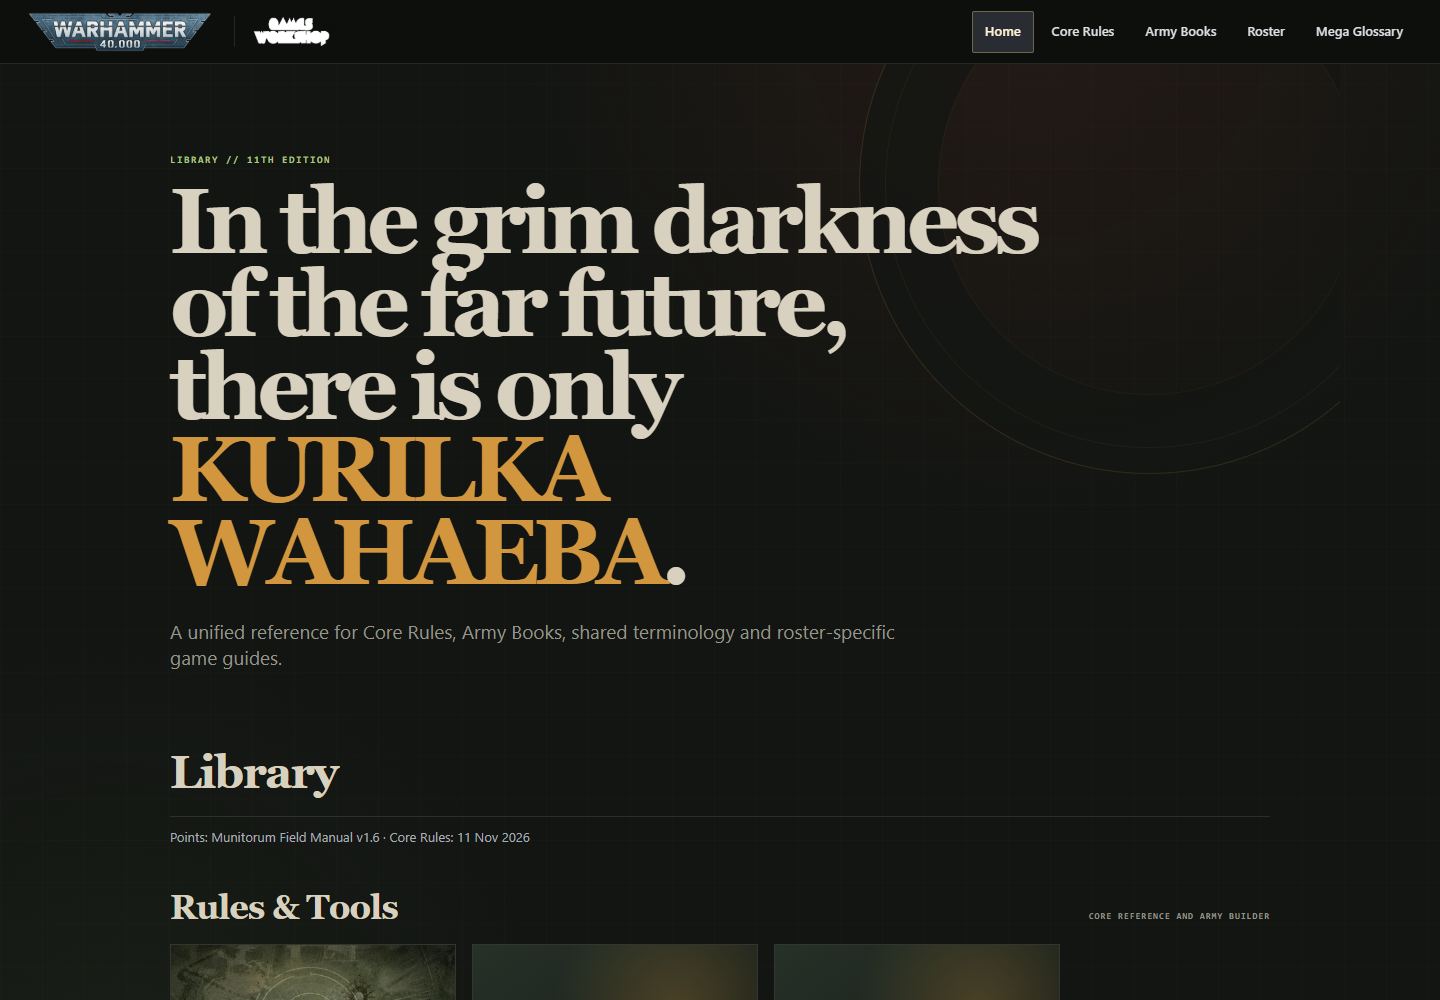 WARHAMMER
40,000
GAMES
WORKSHOP
Home
Core Rules
Army Books
Roster
Mega Glossary
LIBRARY // 11TH EDITION
In the grim darkness
of the far future,
there is only
KURILKA
WAHAEBA.
A unified reference for Core Rules, Army Books, shared terminology and roster-specific
game guides.
Library
Points: Munitorum Field Manual v1.6 · Core Rules: 11 Nov 2026
Rules & Tools
CORE REFERENCE AND ARMY BUILDER